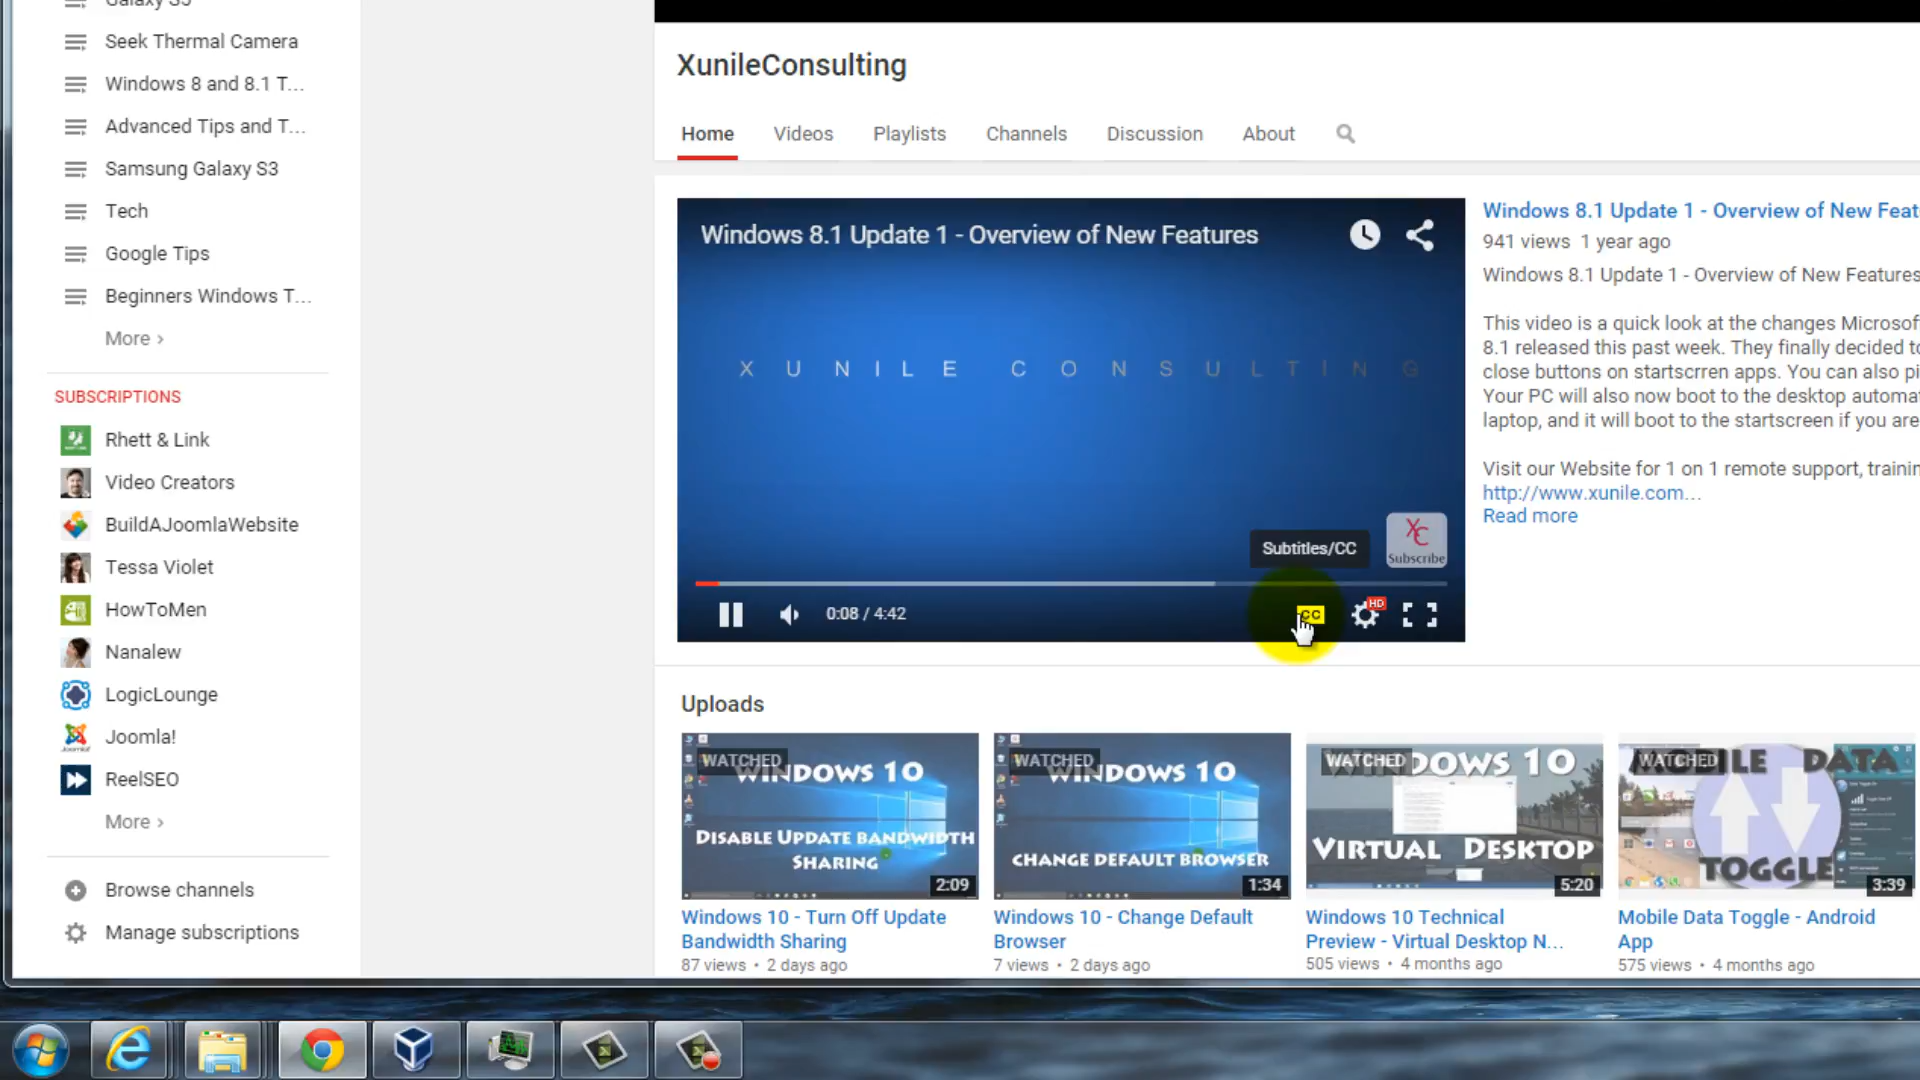 Galaxy S5
Seek Thermal Camera
Windows 8 and 8.1 T...
Advanced Tips and T...
Samsung Galaxy S3
Tech
Google Tips
Beginners Windows T...
More ›
SUBSCRIPTIONS
Rhett & Link
Video Creators
BuildAJoomlaWebsite
Tessa Violet
HowToMen
Nanalew
LogicLounge
Joomla!
ReelSEO
More ›
Browse channels
Manage subscriptions
XunileConsulting
Home Videos Playlists Channels Discussion About
Windows 8.1 Update 1 - Overview of New Features
XUNILE CONSULTING
Subtitles/CC
XC
Subscribe
0:08 / 4:42
CC
HD
Windows 8.1 Update 1 - Overview of New Feat
941 views 1 year ago
Windows 8.1 Update 1 - Overview of New Features
This video is a quick look at the changes Microsof
8.1 released this past week. They finally decided to
close buttons on startscrren apps. You can also pi
Your PC will also now boot to the desktop automa
laptop, and it will boot to the startscreen if you are
Visit our Website for 1 on 1 remote support, trainin
http://www.xunile.com...
Read more
Uploads
WATCHED
WINDOWS 10
DISABLE UPDATE BANDWIDTH
SHARING
2:09
Windows 10 - Turn Off Update
Bandwidth Sharing
87 views • 2 days ago
WATCHED
WINDOWS 10
CHANGE DEFAULT BROWSER
1:34
Windows 10 - Change Default
Browser
7 views • 2 days ago
WATCHED
DOWS 10
VIRTUAL DESKTOP
5:20
Windows 10 Technical
Preview - Virtual Desktop N...
505 views • 4 months ago
WATCHED
MOBILE DATA
TOGGLE
3:39
Mobile Data Toggle - Android
App
575 views • 4 months ago